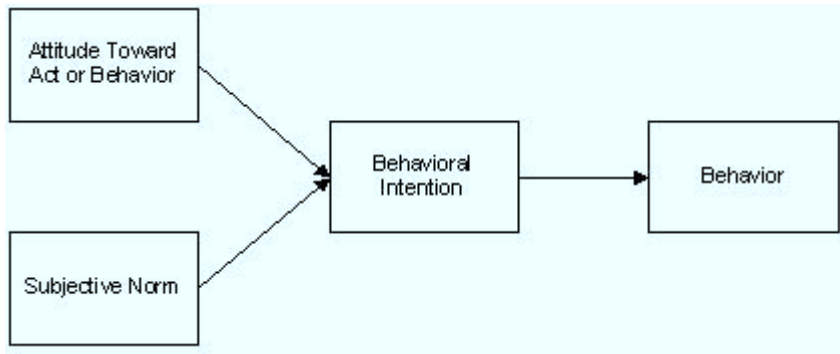 Attitude Toward
Act or Behavior
Behavioral
Intention
Behavior
Subjective Norm